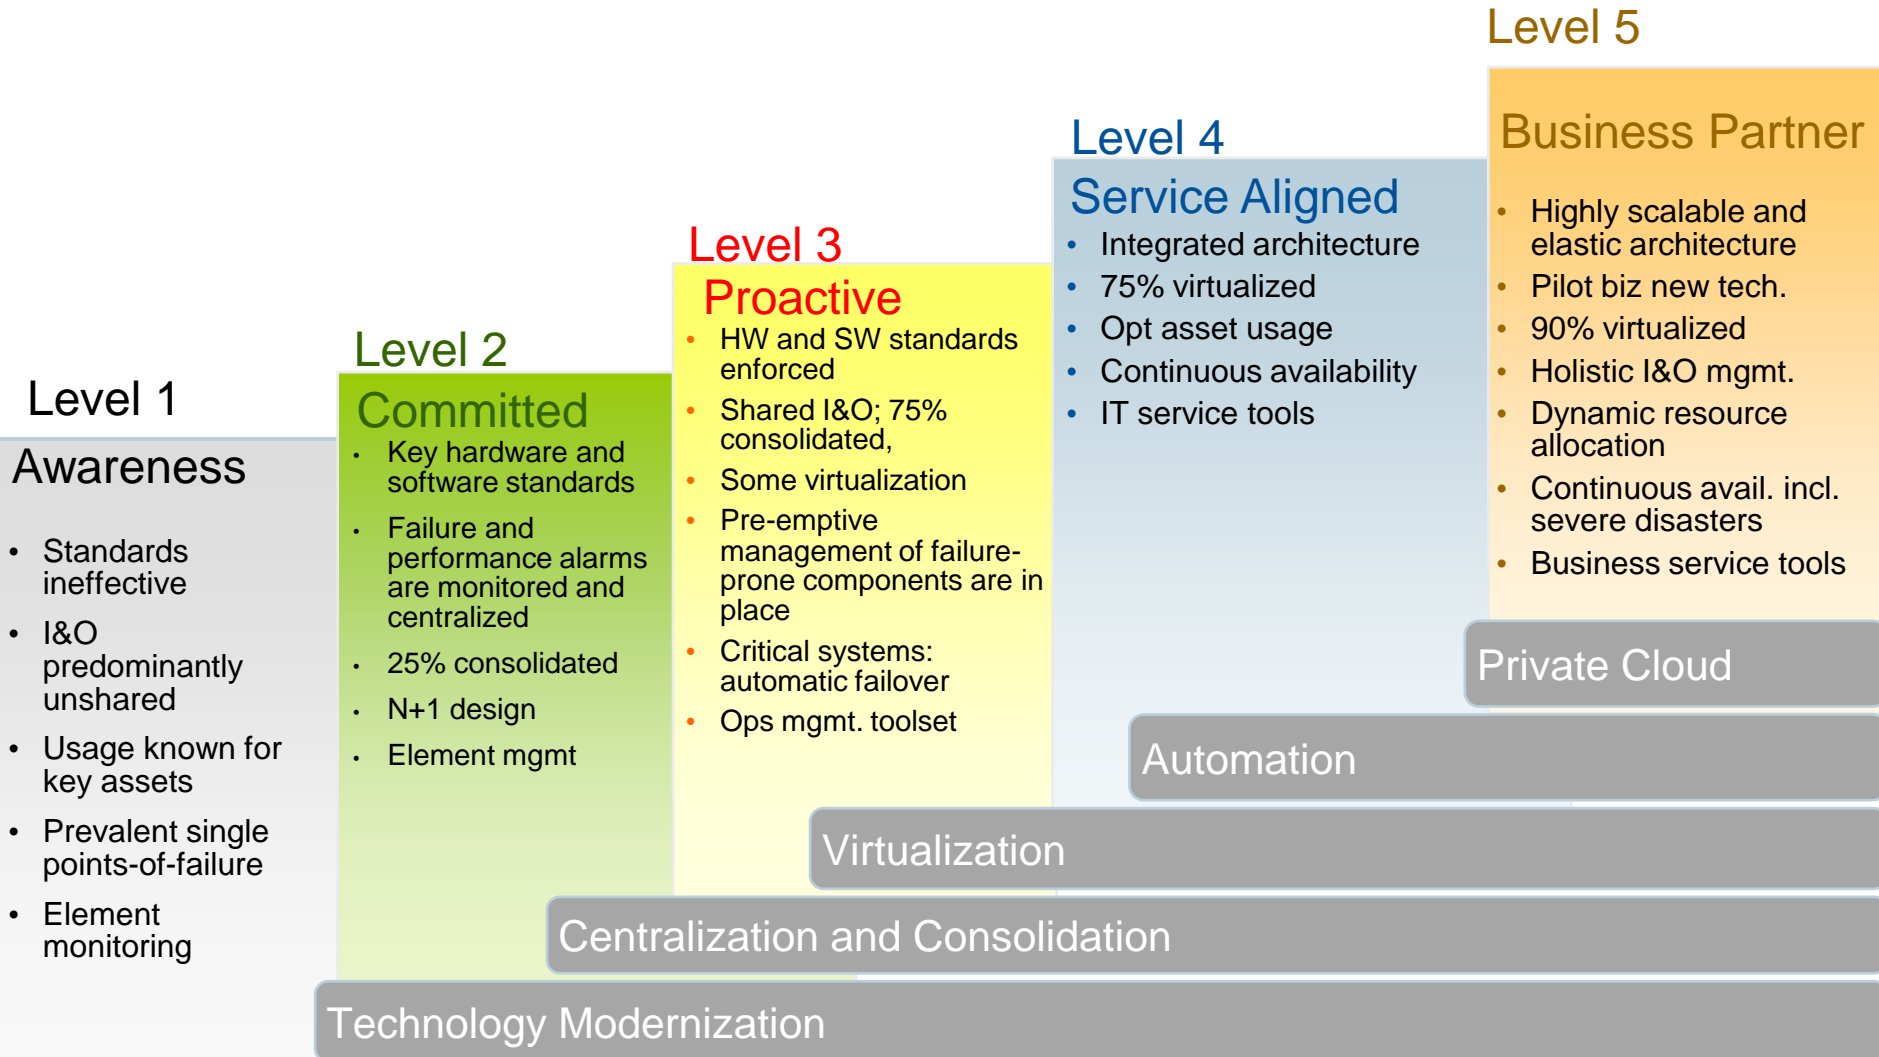 Level 1
Awareness
• Standards
ineffective
• I&O
predominantly
unshared
• Usage known for
key assets
• Prevalent single
points-of-failure
• Element
monitoring
Level 2
Committed
• Key hardware and
software standards
• Failure and
performance alarms
are monitored and
centralized
• 25% consolidated
• N+1 design
• Element mgmt
Level 3
Proactive
• HW and SW standards
enforced
• Shared I&O; 75%
consolidated,
• Some virtualization
• Pre-emptive
management of failure-
prone components are in
place
• Critical systems:
automatic failover
• Ops mgmt. toolset
Level 4
Service Aligned
• Integrated architecture
• 75% virtualized
• Opt asset usage
• Continuous availability
• IT service tools
Level 5
Business Partner
• Highly scalable and
elastic architecture
• Pilot biz new tech.
• 90% virtualized
• Holistic I&O mgmt.
• Dynamic resource
allocation
• Continuous avail. incl.
severe disasters
• Business service tools
Private Cloud
Automation
Virtualization
Centralization and Consolidation
Technology Modernization